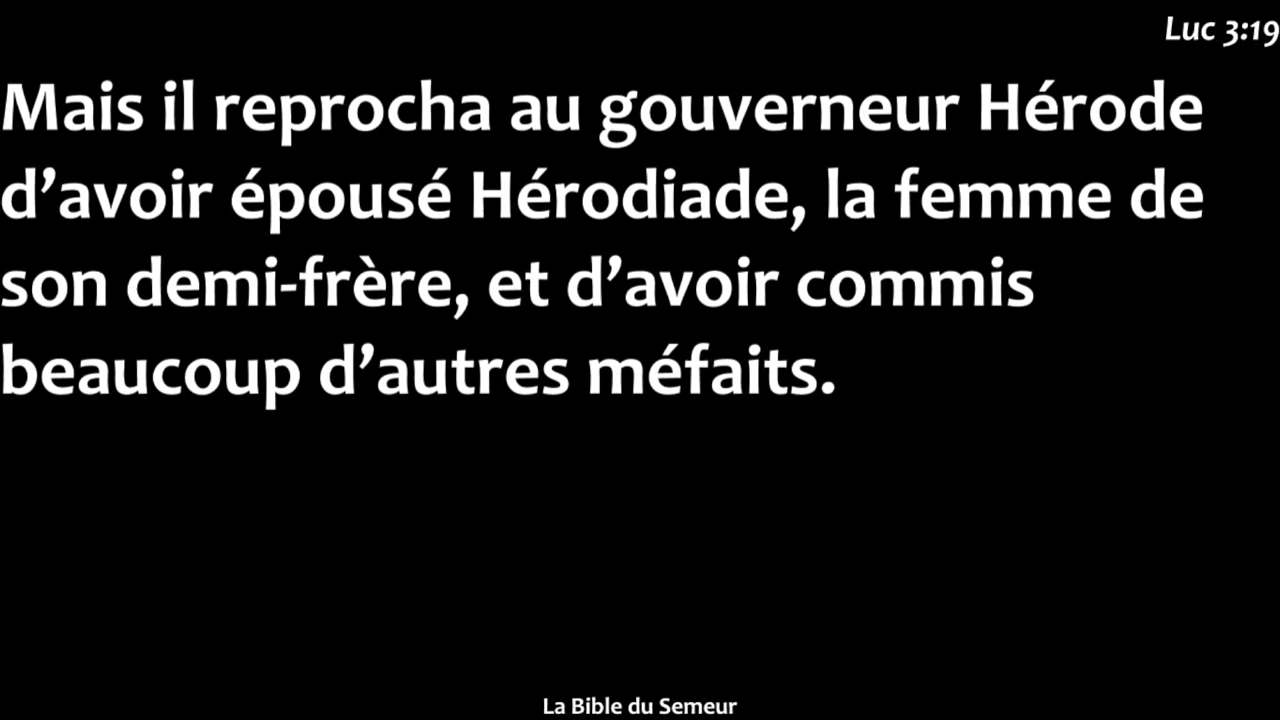 Luc 3:19
Mais il reprocha au gouverneur Hérode
d’avoir épousé Hérodiade, la femme de
son demi-frère, et d’avoir commis
beaucoup d’autres méfaits.
La Bible du Semeur